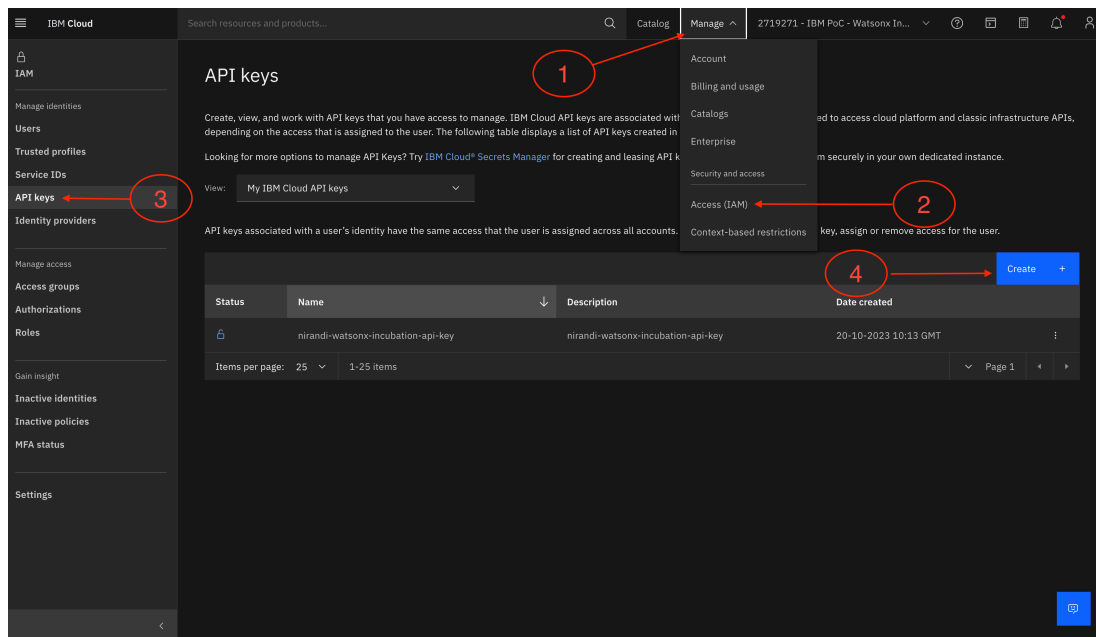 IBM Cloud
Search resources and products...
Catalog
Manage
2719271 - IBM PoC - Watsonx In...
IAM
Manage identities
Users
Trusted profiles
Service IDs
API keys
Identity providers
Manage access
Access groups
Authorizations
Roles
Gain insight
Inactive identities
Inactive policies
MFA status
Settings
API keys
Create, view, and work with API keys that you have access to manage. IBM Cloud API keys are associated with ed to access cloud platform and classic infrastructure APIs,
depending on the access that is assigned to the user. The following table displays a list of API keys created in
Looking for more options to manage API Keys? Try IBM Cloud® Secrets Manager for creating and leasing API k m securely in your own dedicated instance.
View:
My IBM Cloud API keys
API keys associated with a user's identity have the same access that the user is assigned across all accounts. key, assign or remove access for the user.
Account
Billing and usage
Catalogs
Enterprise
Security and access
Access (IAM)
Context-based restrictions
1
2
3
4
Create +
Status Name Description Date created
nirandi-watsonx-incubation-api-key nirandi-watsonx-incubation-api-key 20-10-2023 10:13 GMT
Items per page: 25 1-25 items Page 1